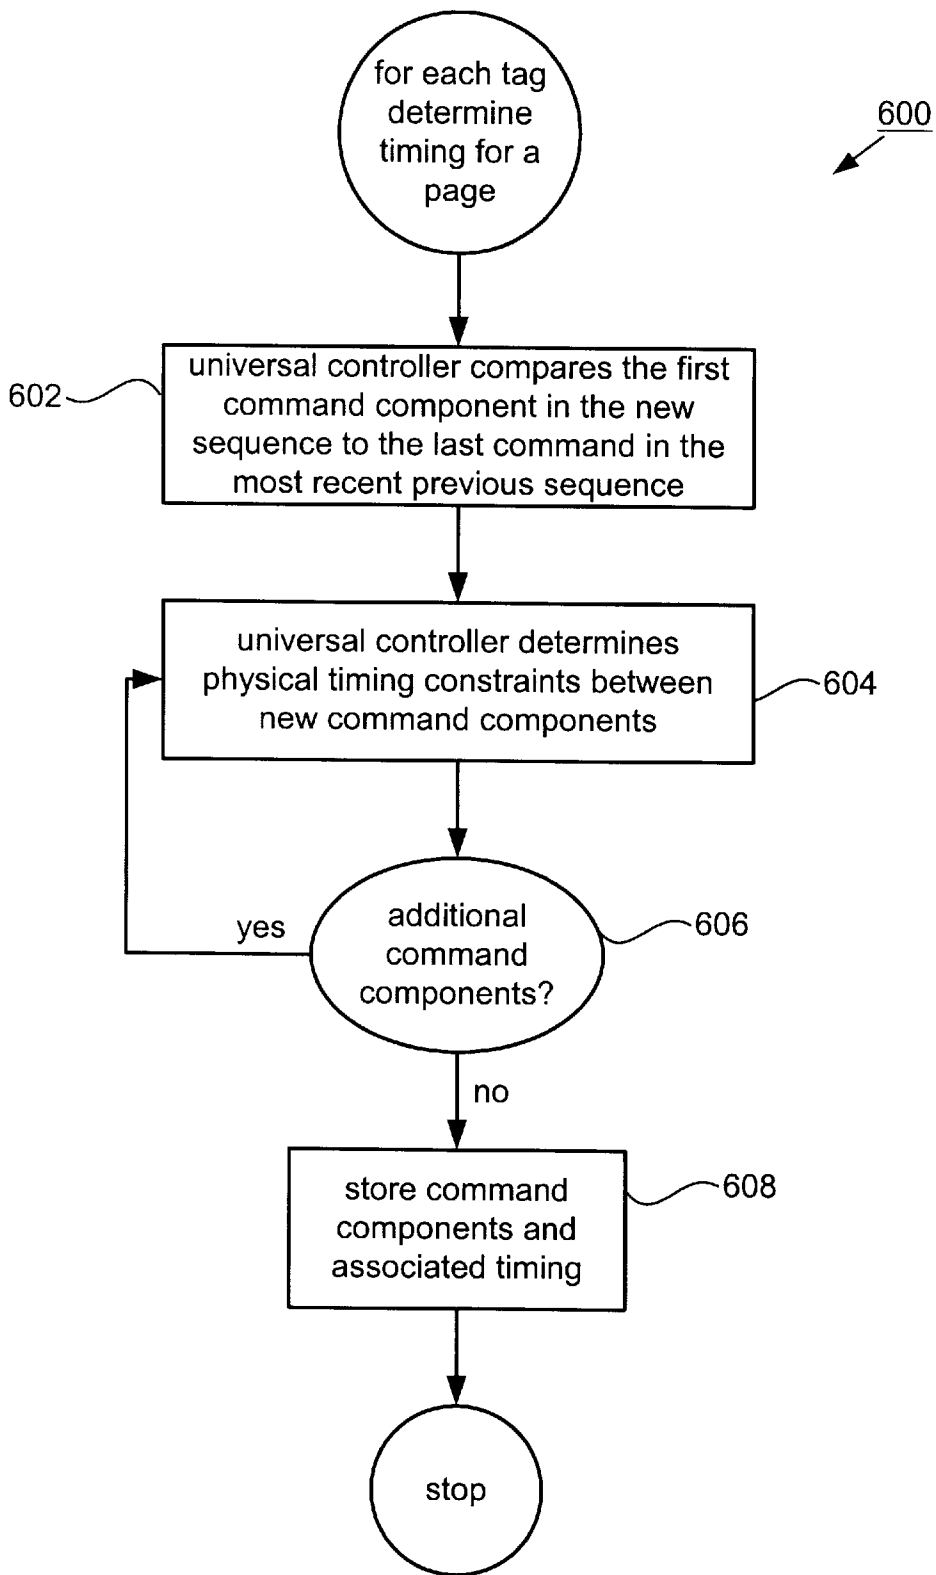 for each tag
determine
timing for a
page
600
universal controller compares the first
command component in the new
sequence to the last command in the
most recent previous sequence
602
universal controller determines
physical timing constraints between
new command components
604
additional
command
components?
606
yes
no
store command
components and
associated timing
608
stop